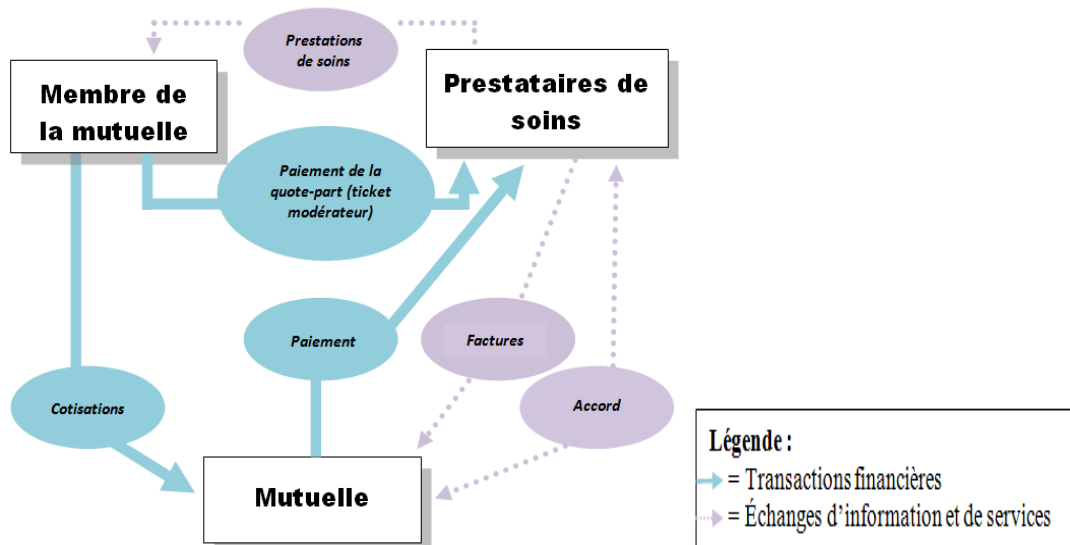 Prestations
de soins
Membre de
la mutuelle
Prestataires de
soins
Paiement de la
quote-part (ticket
modérateur)
Paiement
Factures
Cotisations
Accord
Mutuelle
Légende :
= Transactions financières
= Échanges d'information et de services